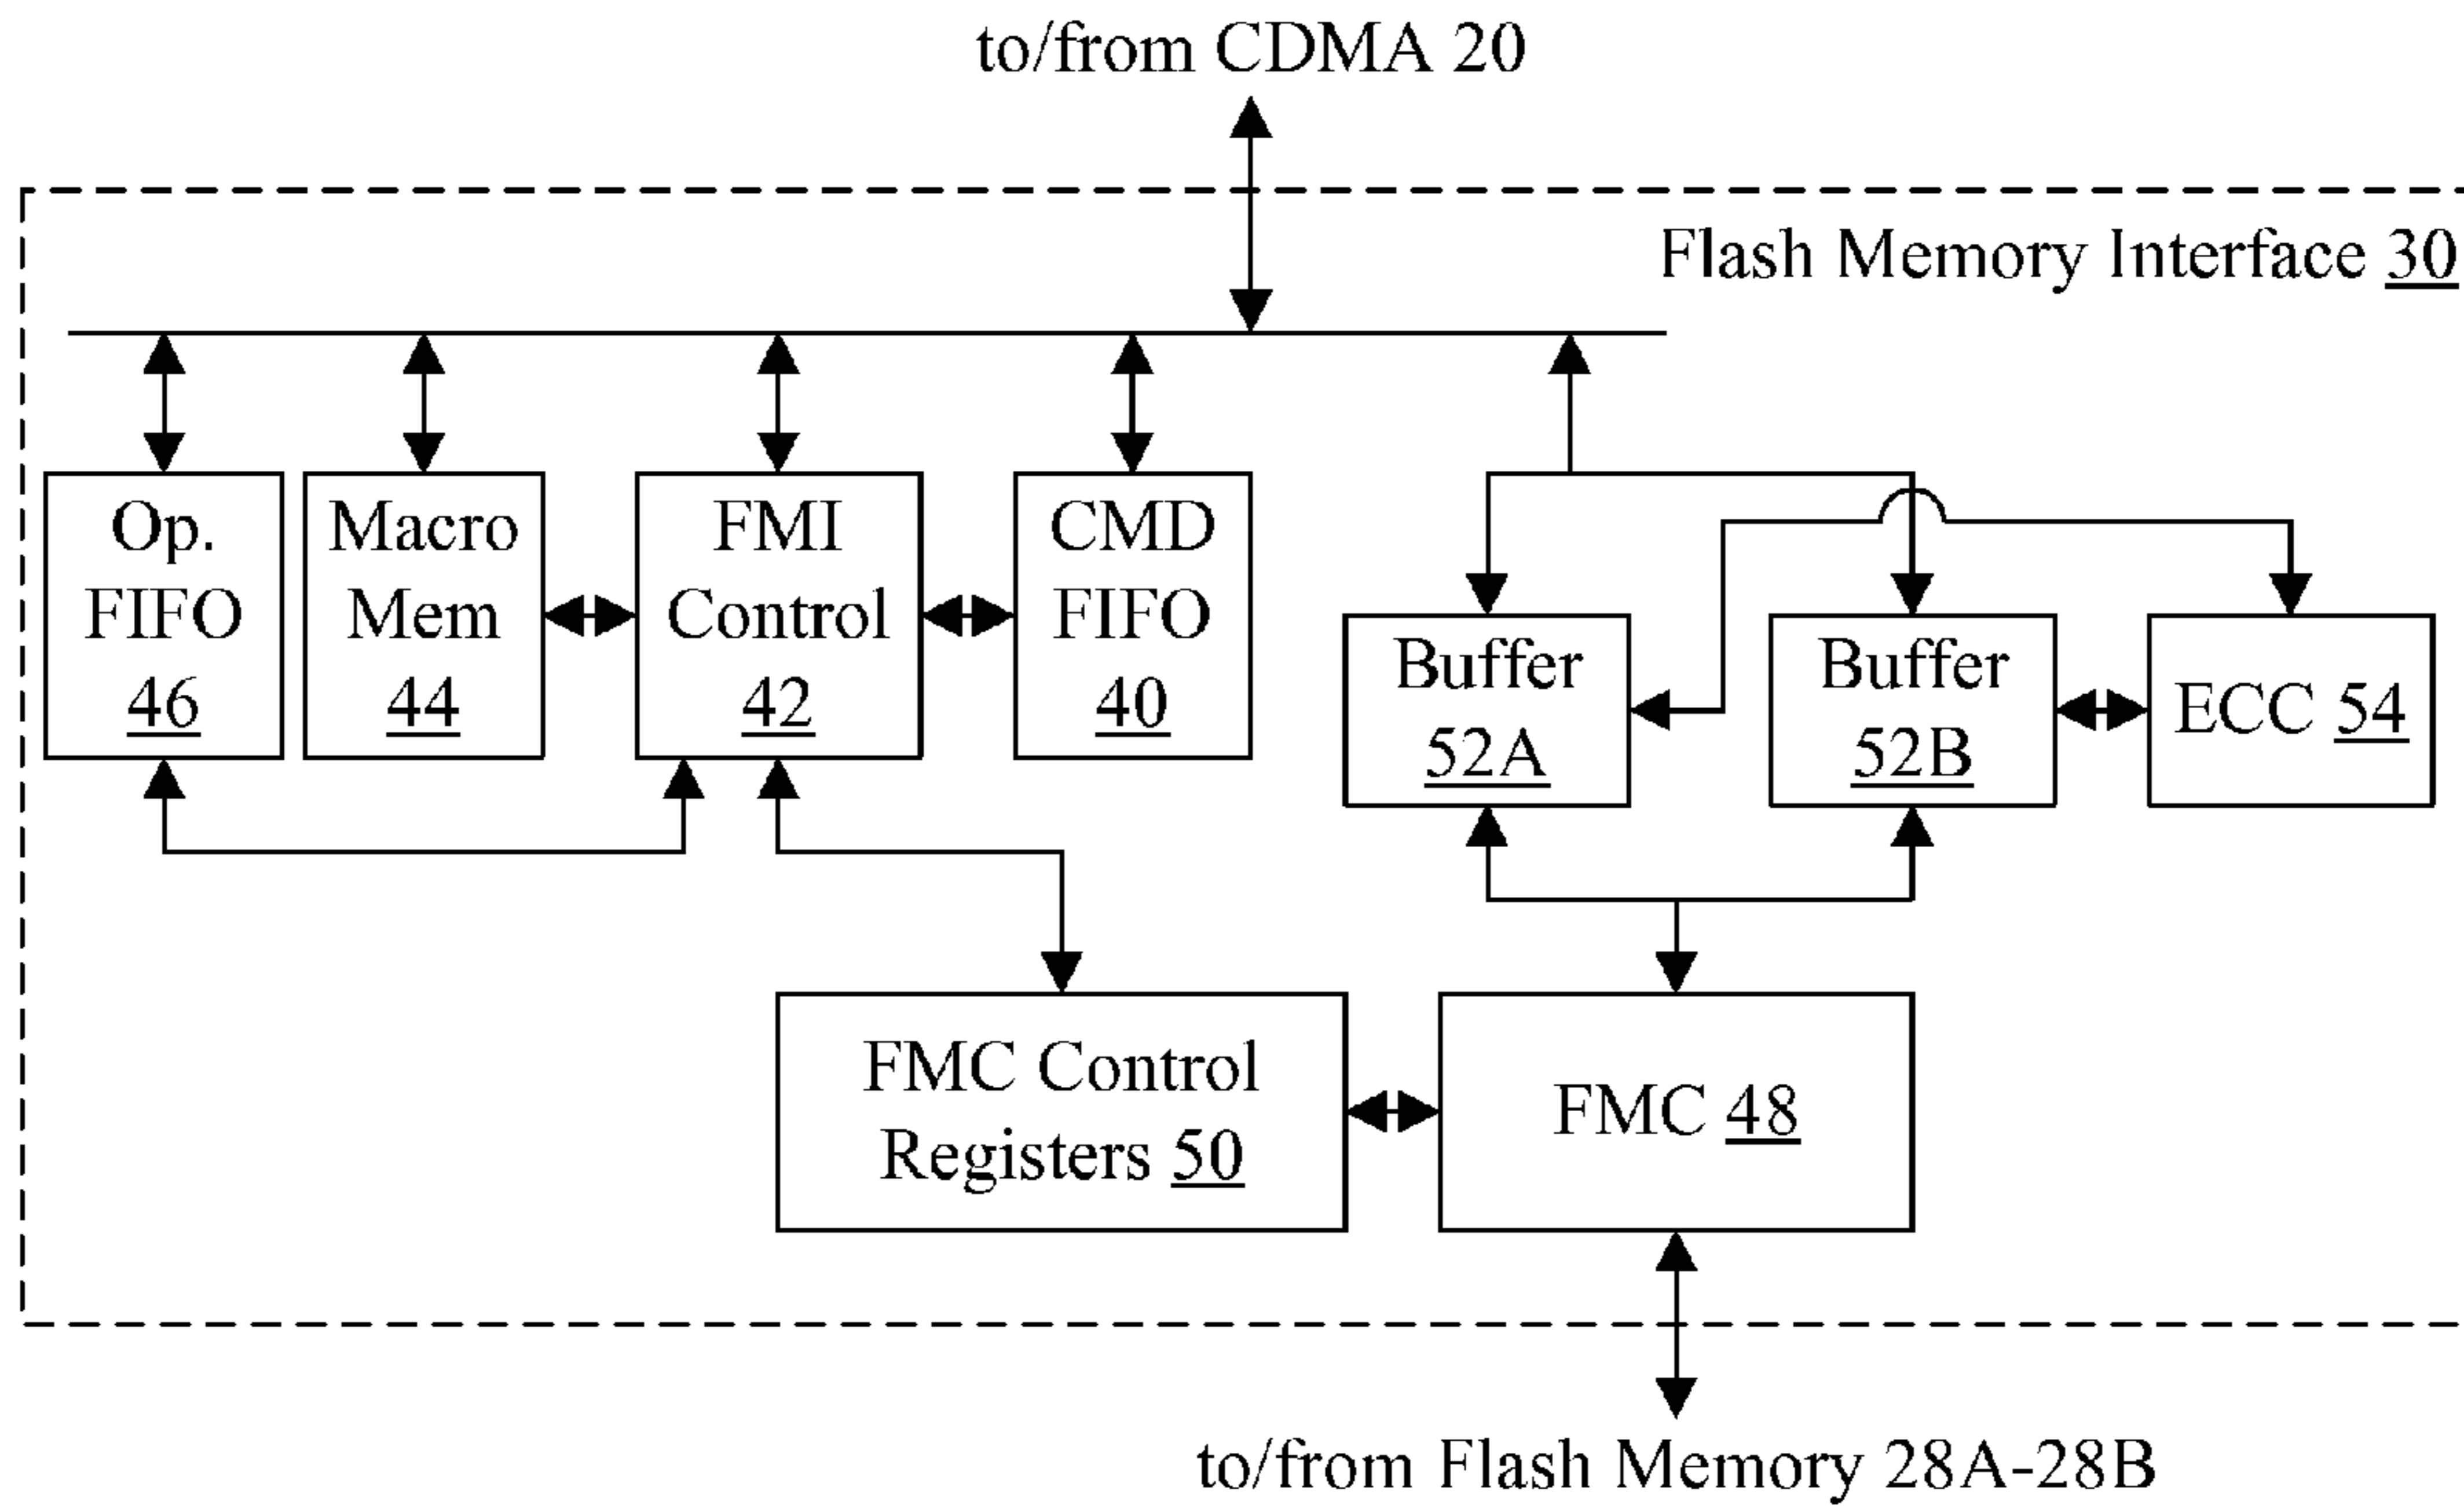 to/from CDMA 20
Flash Memory Interface 30
Op.
FIFO
46
Macro
Mem
44
FMI
Control
42
CMD
FIFO
40
Buffer
52A
Buffer
52B
ECC 54
FMC Control
Registers 50
FMC 48
to/from Flash Memory 28A-28B